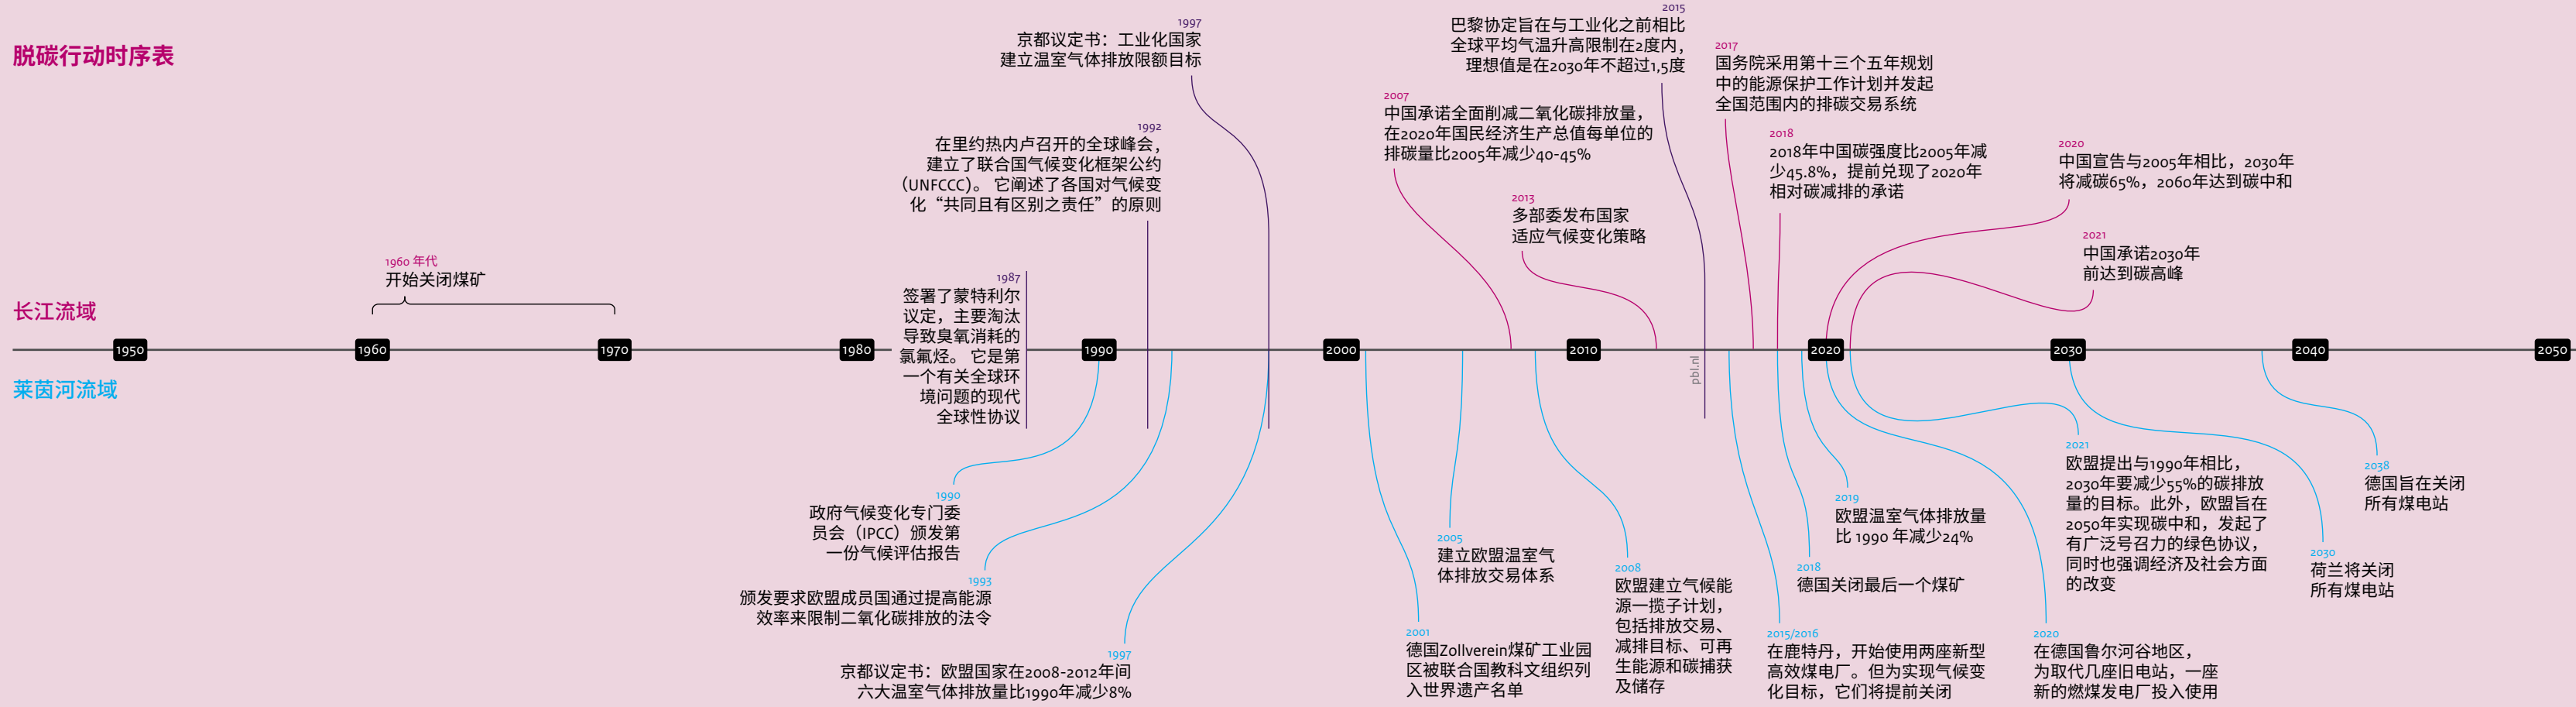 脱碳行动时序表
1997
京都议定书：工业化国家
建立温室气体排放限额目标
1992
在里约热内卢召开的全球峰会，
建立了联合国气候变化框架公约
（UNFCCC）。它阐述了各国对气候变
化“共同且有区别之责任”的原则
1987
签署了蒙特利尔
议定，主要淘汰
导致臭氧消耗的
氯氟烃。它是第
一个有关全球环
境问题的现代
全球性协议
1960 年代
开始关闭煤矿
2015
巴黎协定旨在与工业化之前相比
全球平均气温升高限制在2度内，
理想值是在2030年不超过1,5度
2007
中国承诺全面削减二氧化碳排放量，
在2020年国民经济生产总值每单位的
排碳量比2005年减少40-45%
2013
多部委发布国家
适应气候变化策略
2017
国务院采用第十三个五年规划
中的能源保护工作计划并发起
全国范围内的排碳交易系统
2018
2018年中国碳强度比2005年减
少45.8%，提前兑现了2020年
相对碳减排的承诺
2020
中国宣告与2005年相比，2030年
将减碳65%，2060年达到碳中和
2021
中国承诺2030年
前达到碳高峰
长江流域
1950
1960
1970
1980
1990
2000
2010
2020
2030
2040
2050
pbl.nl
莱茵河流域
1990
政府气候变化专门委
员会（IPCC）颁发第
一份气候评估报告
1993
颁发要求欧盟成员国通过提高能源
效率来限制二氧化碳排放的法令
1997
京都议定书：欧盟国家在2008-2012年间
六大温室气体排放量比1990年减少8%
2001
德国Zollverein煤矿工业园
区被联合国教科文组织列
入世界遗产名单
2005
建立欧盟温室气
体排放交易体系
2008
欧盟建立气候能
源一揽子计划，
包括排放交易、
减排目标、可再
生能源和碳捕获
及储存
2015/2016
在鹿特丹，开始使用两座新型
高效煤电厂。但为实现气候变
化目标，它们将提前关闭
2018
德国关闭最后一个煤矿
2019
欧盟温室气体排放量
比 1990 年减少24%
2020
在德国鲁尔河谷地区，
为取代几座旧电站，一座
新的燃煤发电厂投入使用
2021
欧盟提出与1990年相比，
2030年要减少55%的碳排放
量的目标。此外，欧盟旨在
2050年实现碳中和，发起了
有广泛号召力的绿色协议，
同时也强调经济及社会方面
的改变
2030
荷兰将关闭
所有煤电站
2038
德国旨在关闭
所有煤电站